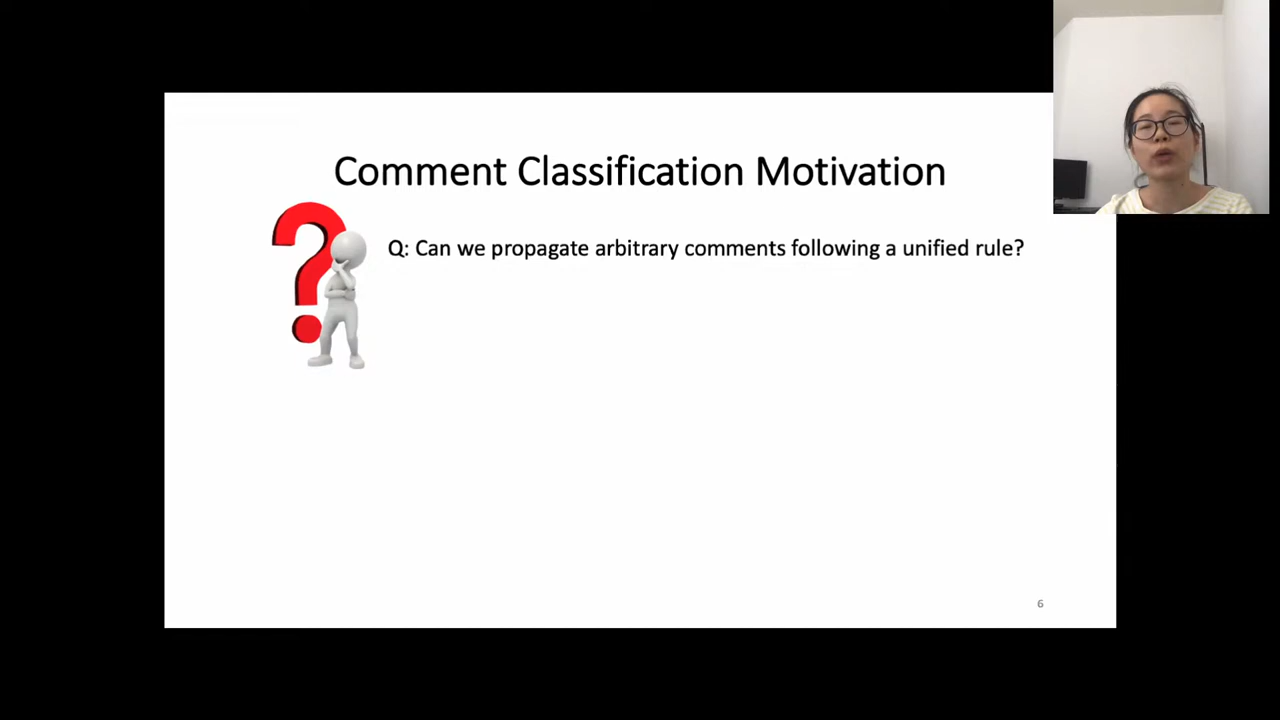 Comment Classification Motivation
Q: Can we propagate arbitrary comments following a unified rule?
6